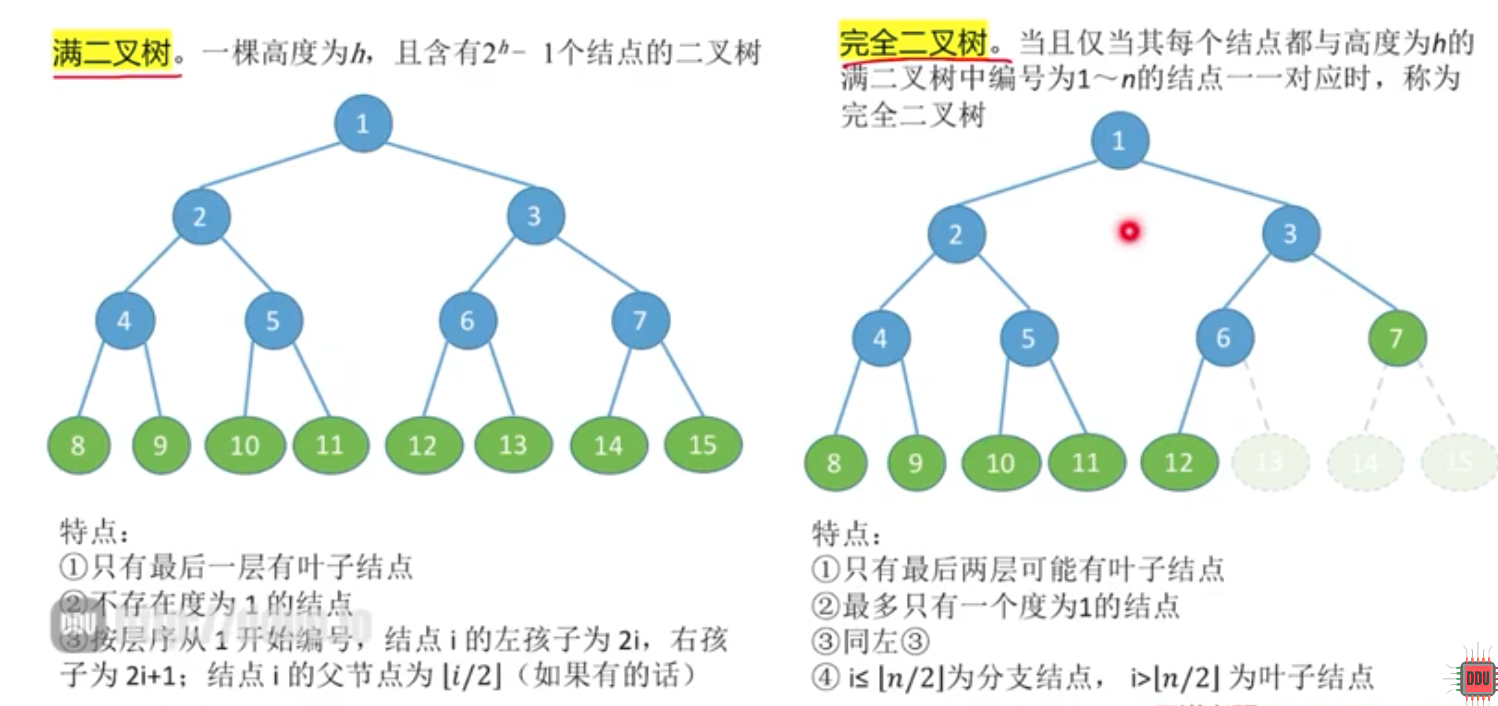 满二叉树。一棵高度为h，且含有2ʰ− 1个结点的二叉树
1
2
3
4
5
6
7
8
9
10
11
12
13
14
15
特点：
①只有最后一层有叶子结点
②不存在度为 1 的结点
③按层序从 1 开始编号，结点 i 的左孩子为 2i，右孩
子为 2i+1；结点 i 的父节点为 ⌊i/2⌋（如果有的话）
完全二叉树。当且仅当其每个结点都与高度为h的
满二叉树中编号为1～n的结点一一对应时，称为
完全二叉树
1
2
3
4
5
6
7
8
9
10
11
12
13
14
15
特点：
①只有最后两层可能有叶子结点
②最多只有一个度为1的结点
③同左③
④ i≤ ⌊n/2⌋为分支结点， i>⌊n/2⌋ 为叶子结点
DDU
DDU